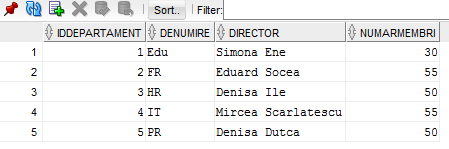 Sort.. Filter:
IDDEPARTAMENT DENUMIRE DIRECTOR NUMARMEMBRI
1 1 Edu Simona Ene 30
2 2 FR Eduard Socea 55
3 3 HR Denisa Ile 50
4 4 IT Mircea Scarlatescu 55
5 5 PR Denisa Dutca 50